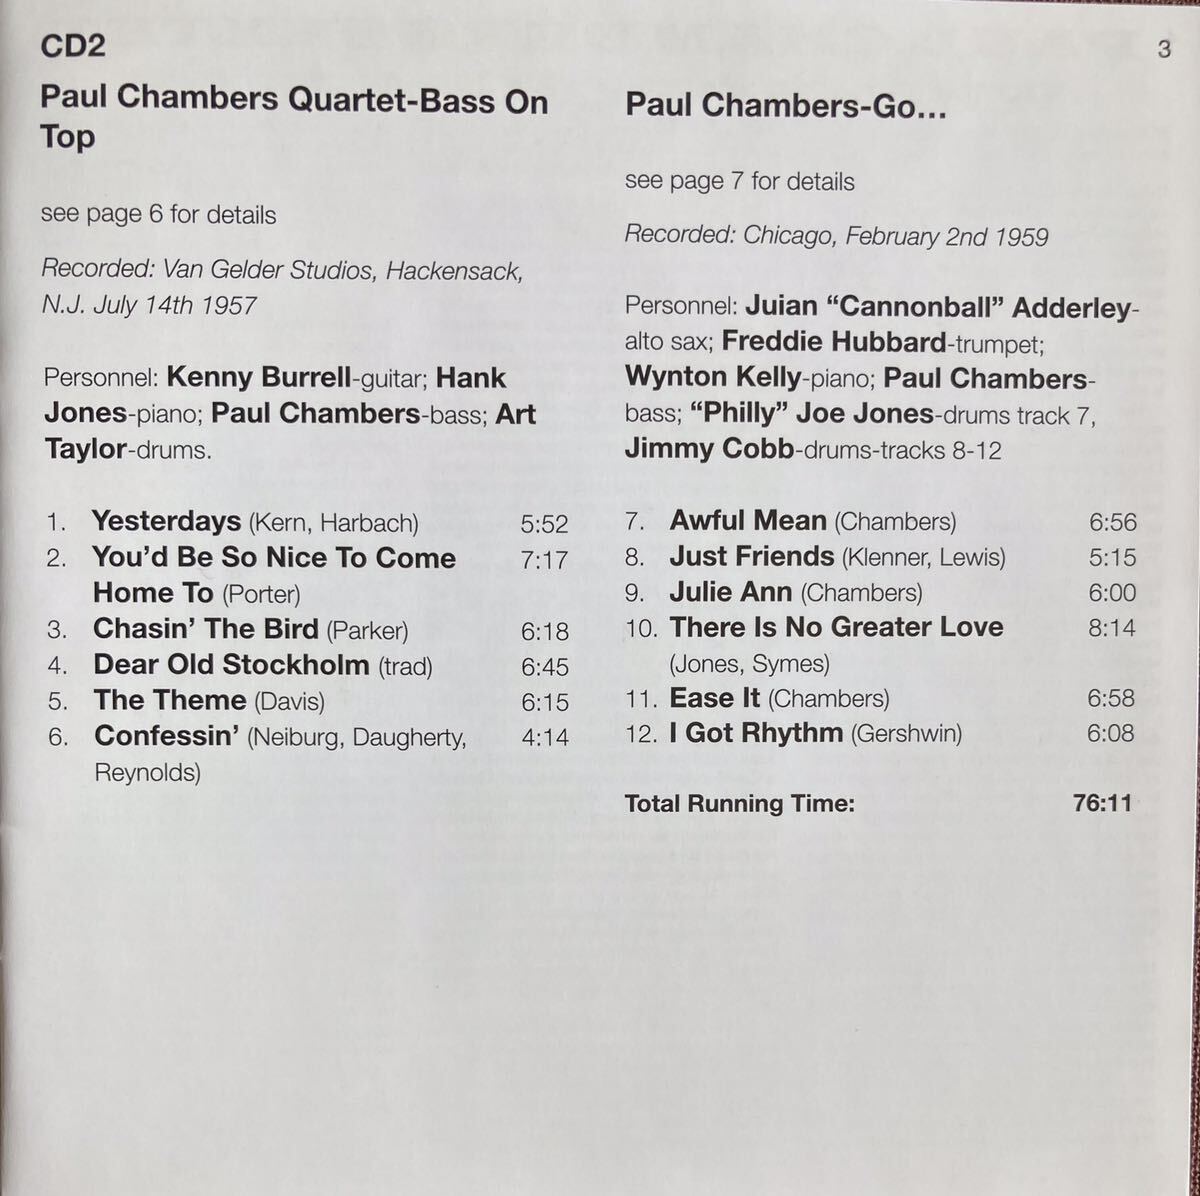 CD2
3
Paul Chambers Quartet-Bass On
Top
see page 6 for details
Recorded: Van Gelder Studios, Hackensack,
N.J. July 14th 1957
Personnel: Kenny Burrell-guitar; Hank
Jones-piano; Paul Chambers-bass; Art
Taylor-drums.
1. Yesterdays (Kern, Harbach) 5:52
2. You'd Be So Nice To Come 7:17
Home To (Porter)
3. Chasin' The Bird (Parker) 6:18
4. Dear Old Stockholm (trad) 6:45
5. The Theme (Davis) 6:15
6. Confessin' (Neiburg, Daugherty, 4:14
Reynolds)
Paul Chambers-Go...
see page 7 for details
Recorded: Chicago, February 2nd 1959
Personnel: Juian “Cannonball” Adderley-
alto sax; Freddie Hubbard-trumpet;
Wynton Kelly-piano; Paul Chambers-
bass; “Philly” Joe Jones-drums track 7,
Jimmy Cobb-drums-tracks 8-12
7. Awful Mean (Chambers) 6:56
8. Just Friends (Klenner, Lewis) 5:15
9. Julie Ann (Chambers) 6:00
10. There Is No Greater Love 8:14
(Jones, Symes)
11. Ease It (Chambers) 6:58
12. I Got Rhythm (Gershwin) 6:08
Total Running Time: 76:11